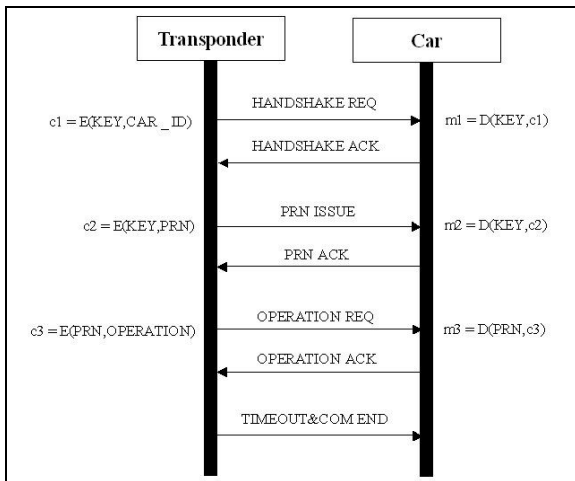 Transponder
Car
HANDSHAKE REQ
c1 = E(KEY,CAR _ ID)
m1 = D(KEY,c1)
HANDSHAKE ACK
PRN ISSUE
c2 = E(KEY,PRN)
m2 = D(KEY,c2)
PRN ACK
OPERATION REQ
c3 = E(PRN,OPERATION)
m3 = D(PRN,c3)
OPERATION ACK
TIMEOUT&COM END